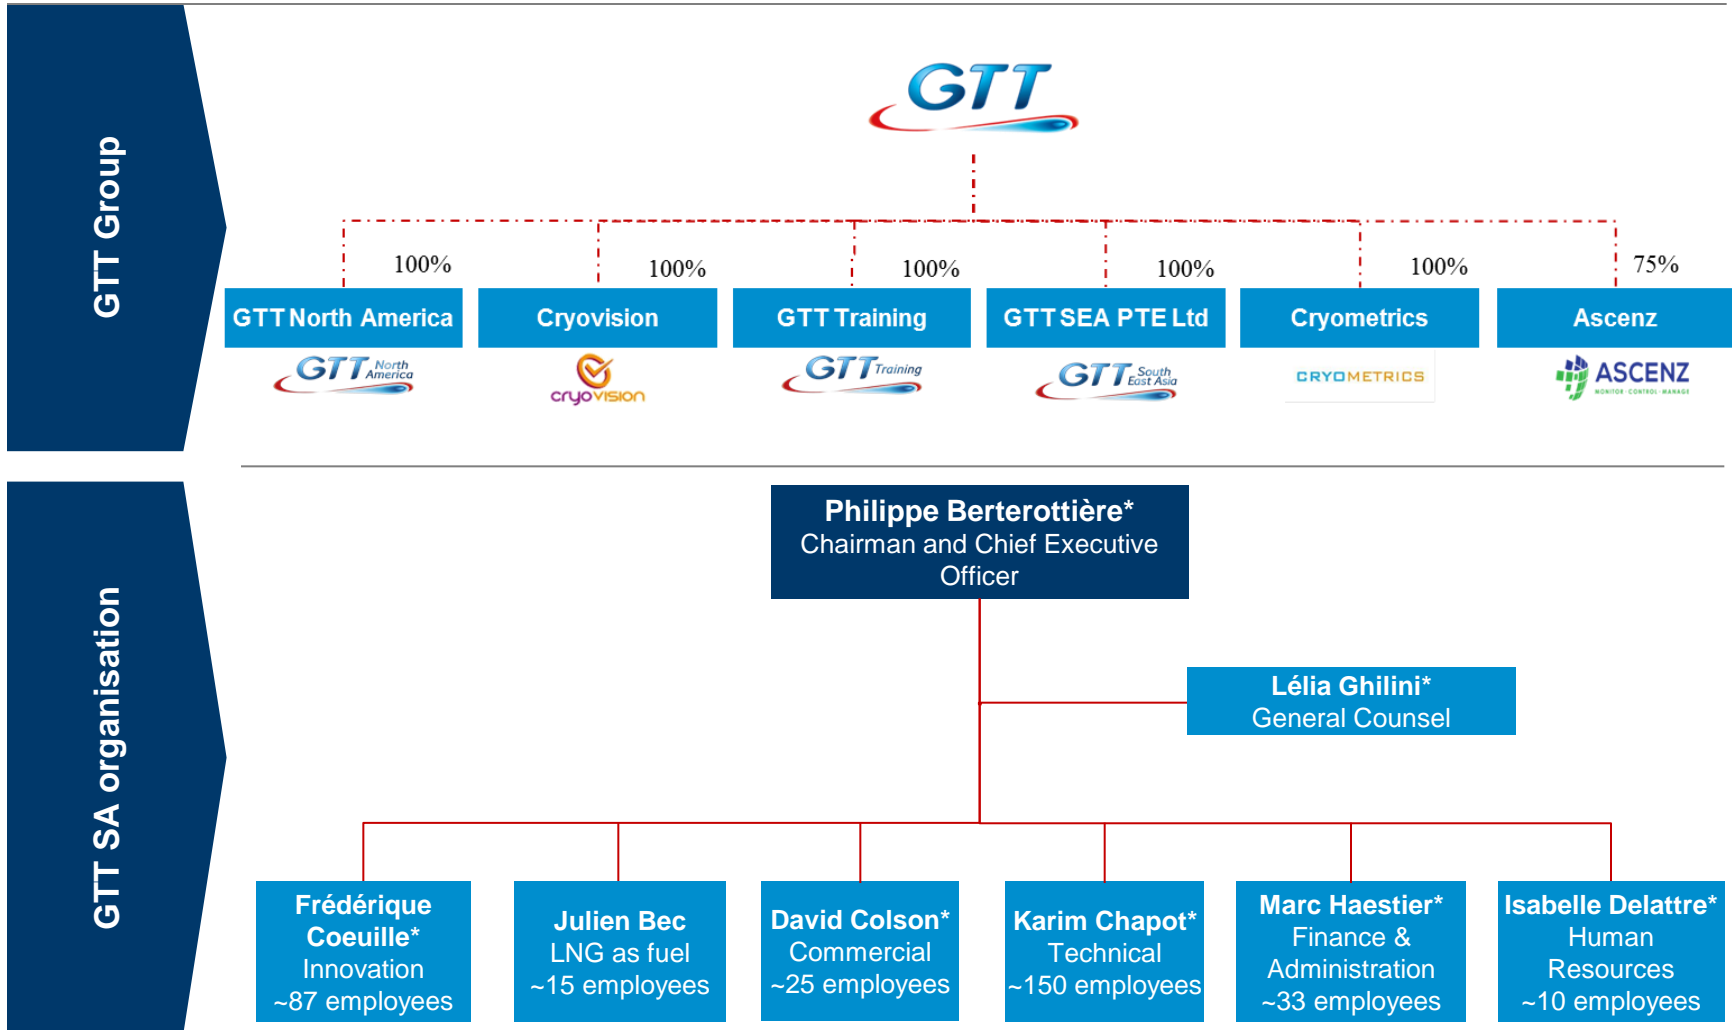 GTT Group
GTT
100%
100%
100%
100%
100%
75%
GTT North America
Cryovision
GTT Training
GTT SEA PTE Ltd
Cryometrics
Ascenz
GTT North
America
cryovision
GTT Training
GTT South
East Asia
CRYOMETRICS
ASCENZ
MONITOR · CONTROL · MANAGE
GTT SA organisation
Philippe Berterottière*
Chairman and Chief Executive
Officer
Lélia Ghilini*
General Counsel
Frédérique
Coeuille*
Innovation
~87 employees
Julien Bec
LNG as fuel
~15 employees
David Colson*
Commercial
~25 employees
Karim Chapot*
Technical
~150 employees
Marc Haestier*
Finance &
Administration
~33 employees
Isabelle Delattre*
Human
Resources
~10 employees